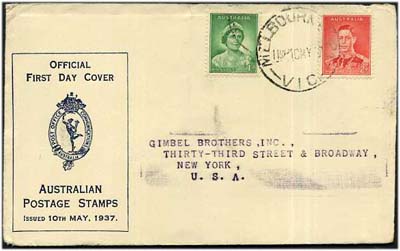 OFFICIAL
FIRST DAY COVER
AUSTRALIAN
POSTAGE STAMPS
ISSUED 10TH MAY, 1937.
AUSTRALIA
AUSTRALIA
MELBOURNE
VIC
GIMBEL BROTHERS, INC.,
THIRTY-THIRD STREET & BROADWAY,
NEW YORK,
U. S. A.